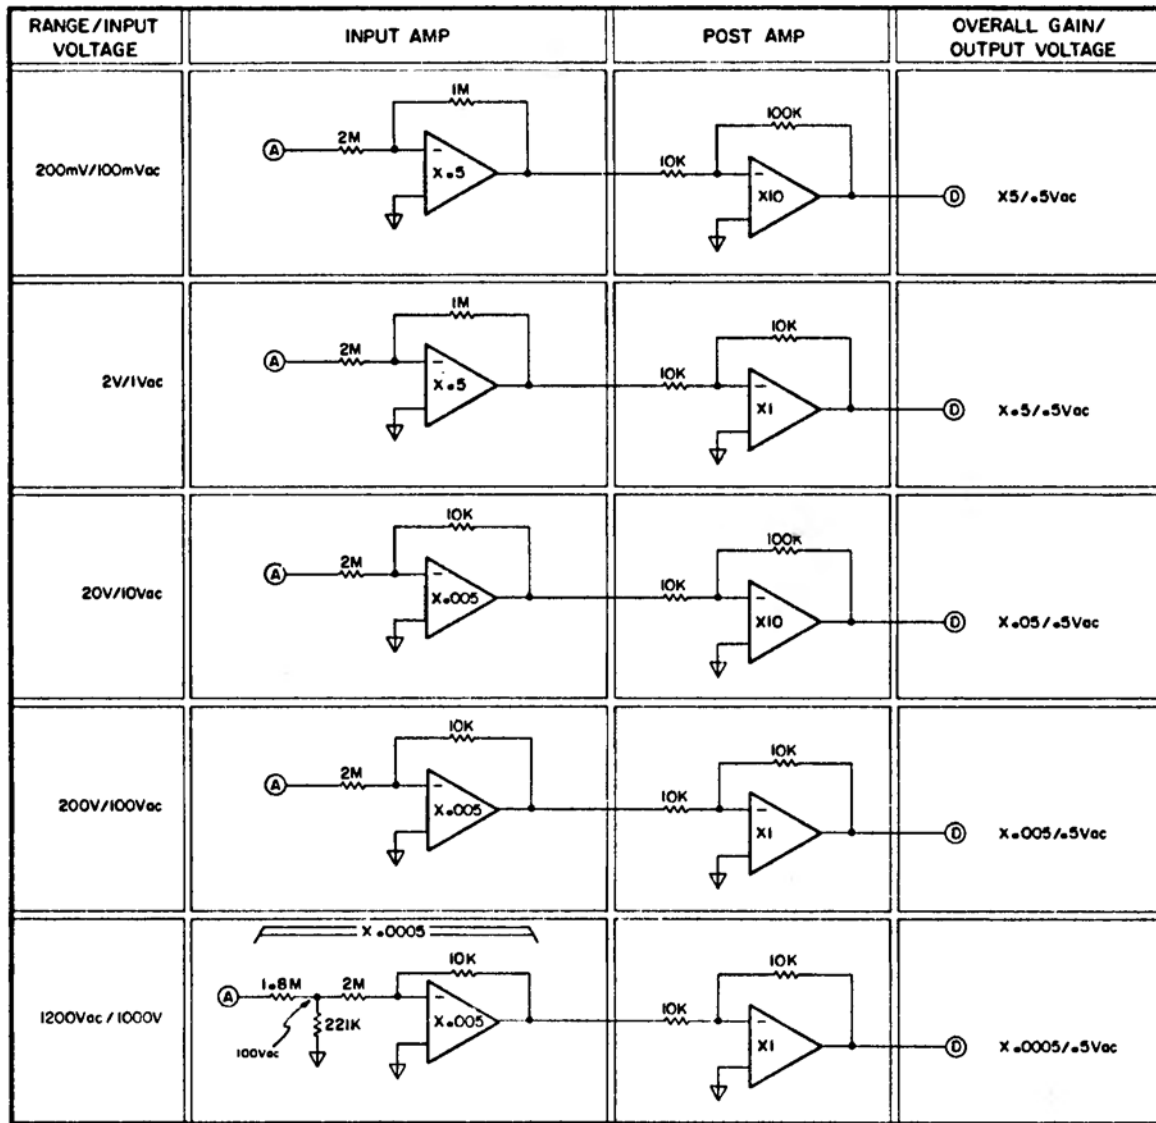 RANGE/INPUT
VOLTAGE
INPUT AMP
POST AMP
OVERALL GAIN/
OUTPUT VOLTAGE
200mV/100mVac
A
2M
1M
−
X.5
10K
100K
−
X10
D
X5/.5Vac
2V/1Vac
A
2M
1M
−
X.5
10K
10K
−
X1
D
X.5/.5Vac
20V/10Vac
A
2M
10K
−
X.005
10K
100K
−
X10
D
X.05/.5Vac
200V/100Vac
A
2M
10K
−
X.005
10K
10K
−
X1
D
X.005/.5Vac
1200Vac/1000V
X.0005
A
1.8M
2M
10K
221K
100Vac
−
X.005
10K
10K
−
X1
D
X.0005/.5Vac